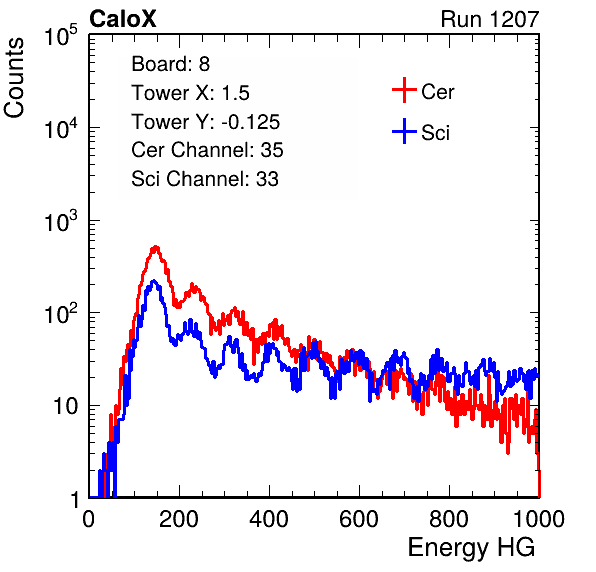 CaloX Run 1207
Counts
Board: 8
Tower X: 1.5
Tower Y: -0.125
Cer Channel: 35
Sci Channel: 33
Cer
Sci
10^5
10^4
10^3
10^2
10
1
0 200 400 600 800 1000
Energy HG